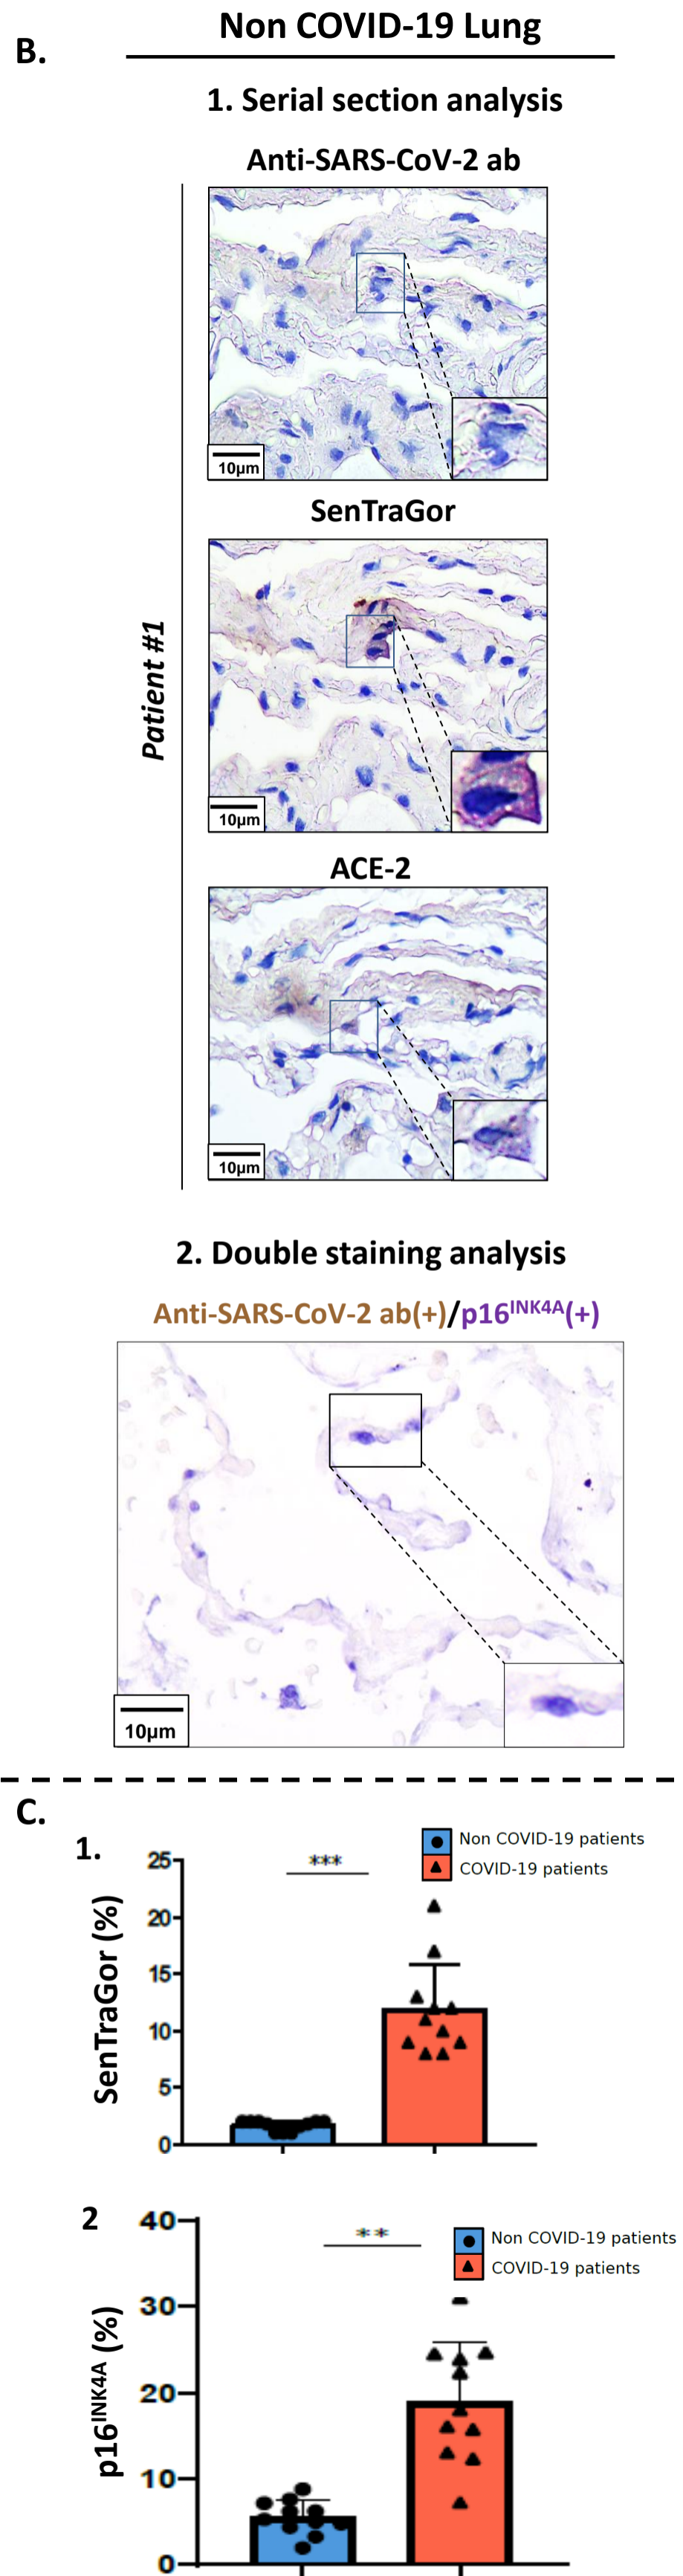 Non COVID-19 Lung
B.
1. Serial section analysis
Anti-SARS-CoV-2 ab
10µm
SenTraGor
Patient #1
10µm
ACE-2
10µm
2. Double staining analysis
Anti-SARS-CoV-2 ab(+)/p16INK4A(+)
10µm
C.
1.
Non COVID-19 patients
COVID-19 patients
***
SenTraGor (%)
25
20
15
10
5
0
2
Non COVID-19 patients
COVID-19 patients
**
p16INK4A (%)
40
30
20
10
0